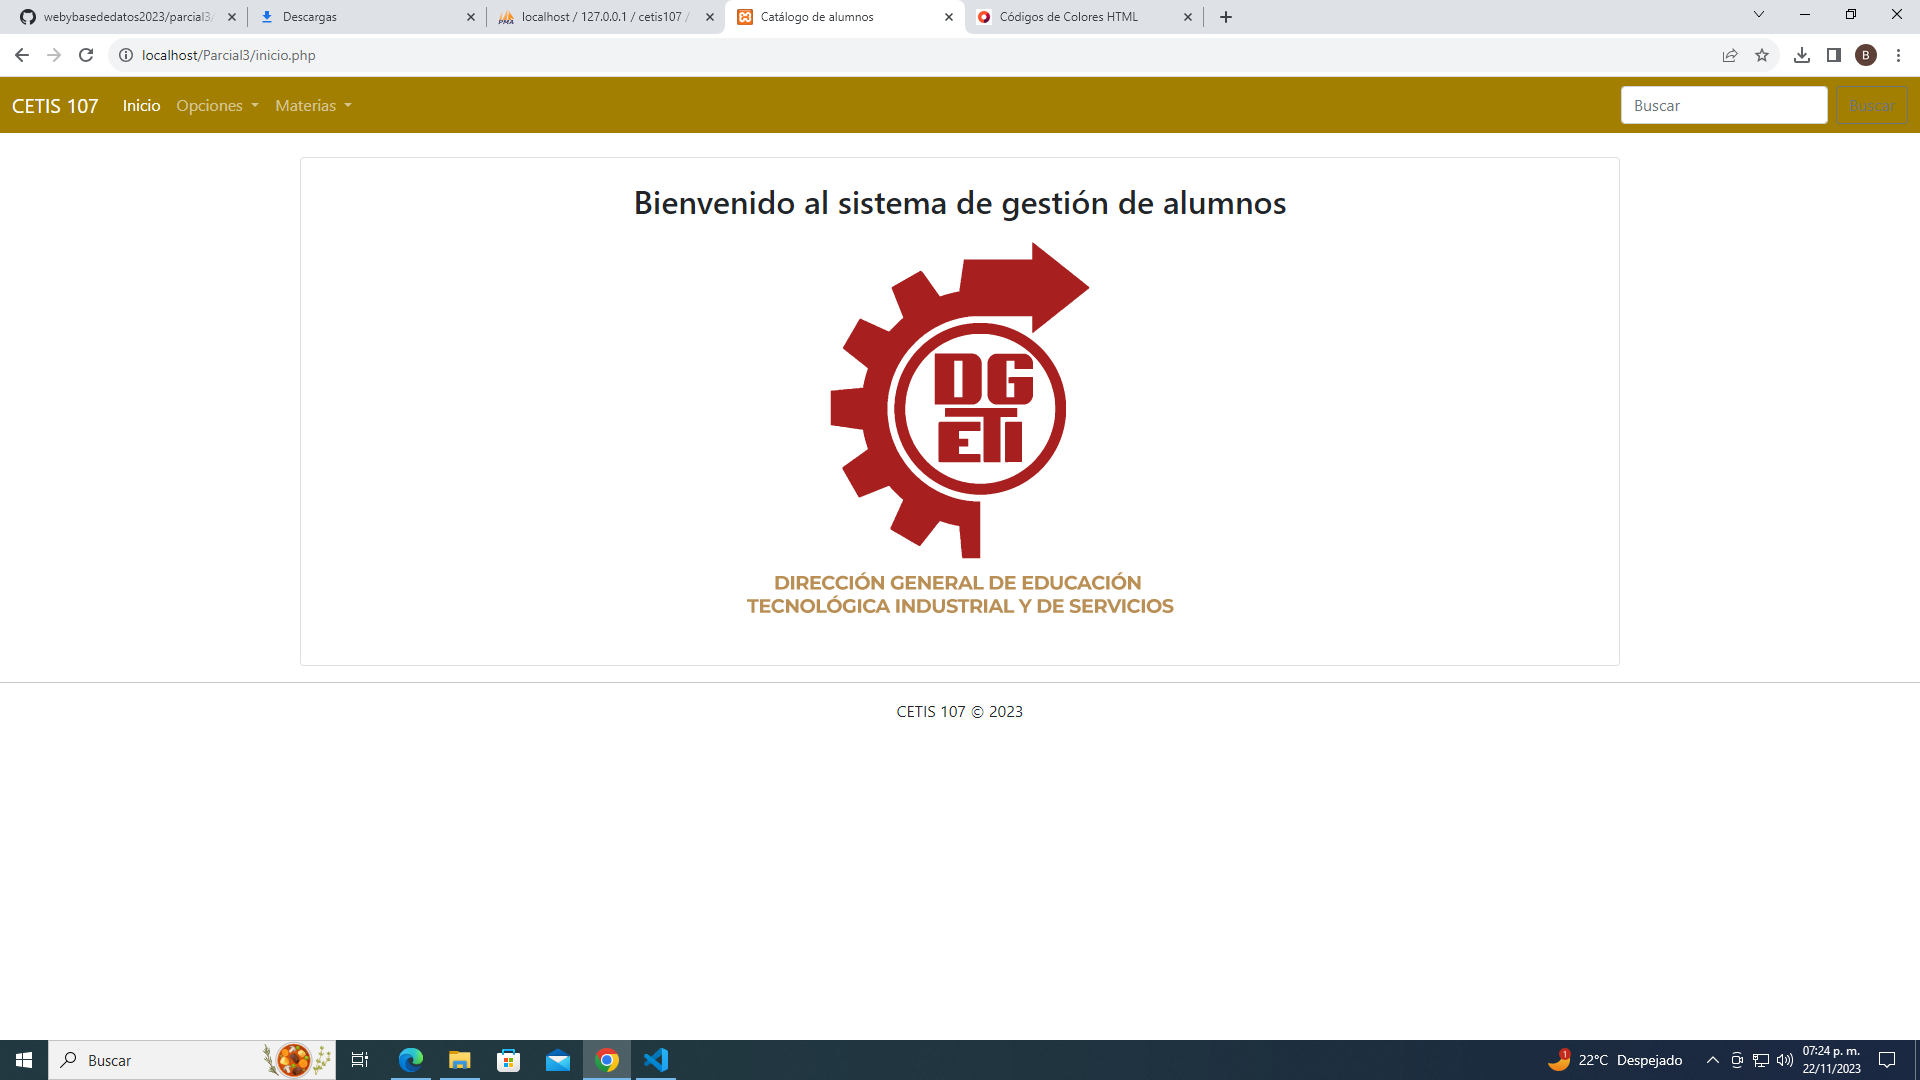 webybasededatos2023/parcial3/
Descargas
localhost / 127.0.0.1 / cetis107 /
Catálogo de alumnos
Códigos de Colores HTML
localhost/Parcial3/inicio.php
B
CETIS 107
Inicio
Opciones
Materias
Buscar
Buscar
Bienvenido al sistema de gestión de alumnos
DG
ETI
DIRECCIÓN GENERAL DE EDUCACIÓN
TECNOLÓGICA INDUSTRIAL Y DE SERVICIOS
CETIS 107 © 2023
Buscar
1
22°C Despejado
07:24 p. m.
22/11/2023